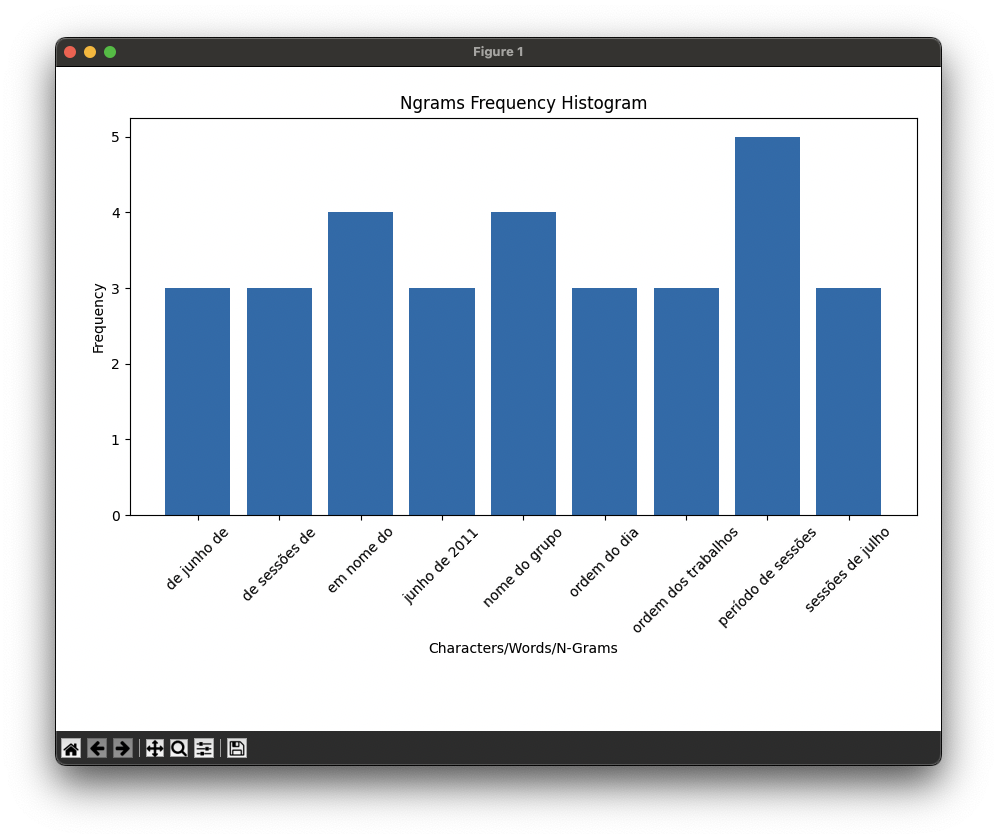 Figure 1
Ngrams Frequency Histogram
5
4
3
2
1
0
Frequency
de junho de
de sessões de
em nome do
junho de 2011
nome do grupo
ordem do dia
ordem dos trabalhos
período de sessões
sessões de julho
Characters/Words/N-Grams